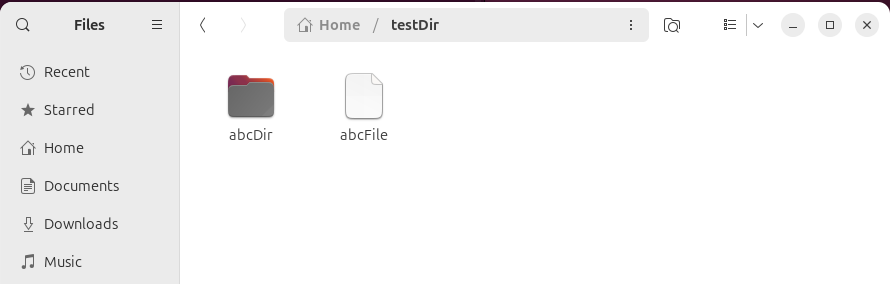 Files
Home / testDir
Recent
Starred
Home
Documents
Downloads
Music
abcDir
abcFile